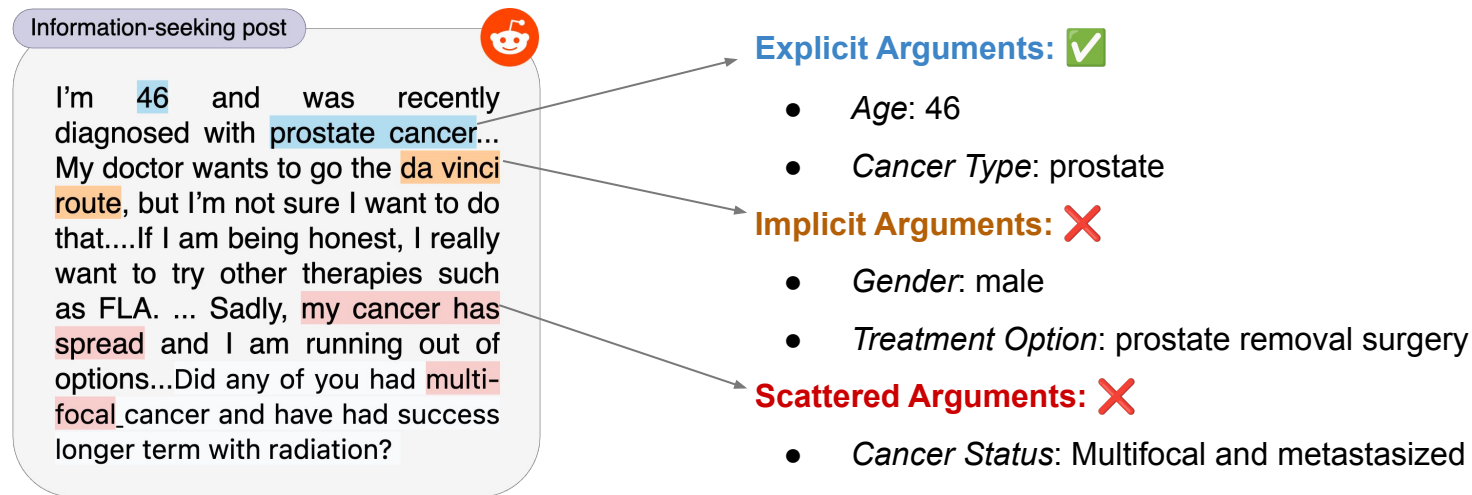 Information-seeking post
I'm 46 and was recently
diagnosed with prostate cancer...
My doctor wants to go the da vinci
route, but I'm not sure I want to do
that....If I am being honest, I really
want to try other therapies such
as FLA. ... Sadly, my cancer has
spread and I am running out of
options...Did any of you had multi-
focal cancer and have had success
longer term with radiation?
Explicit Arguments: ✅
● Age: 46
● Cancer Type: prostate
Implicit Arguments: ❌
● Gender: male
● Treatment Option: prostate removal surgery
Scattered Arguments: ❌
● Cancer Status: Multifocal and metastasized